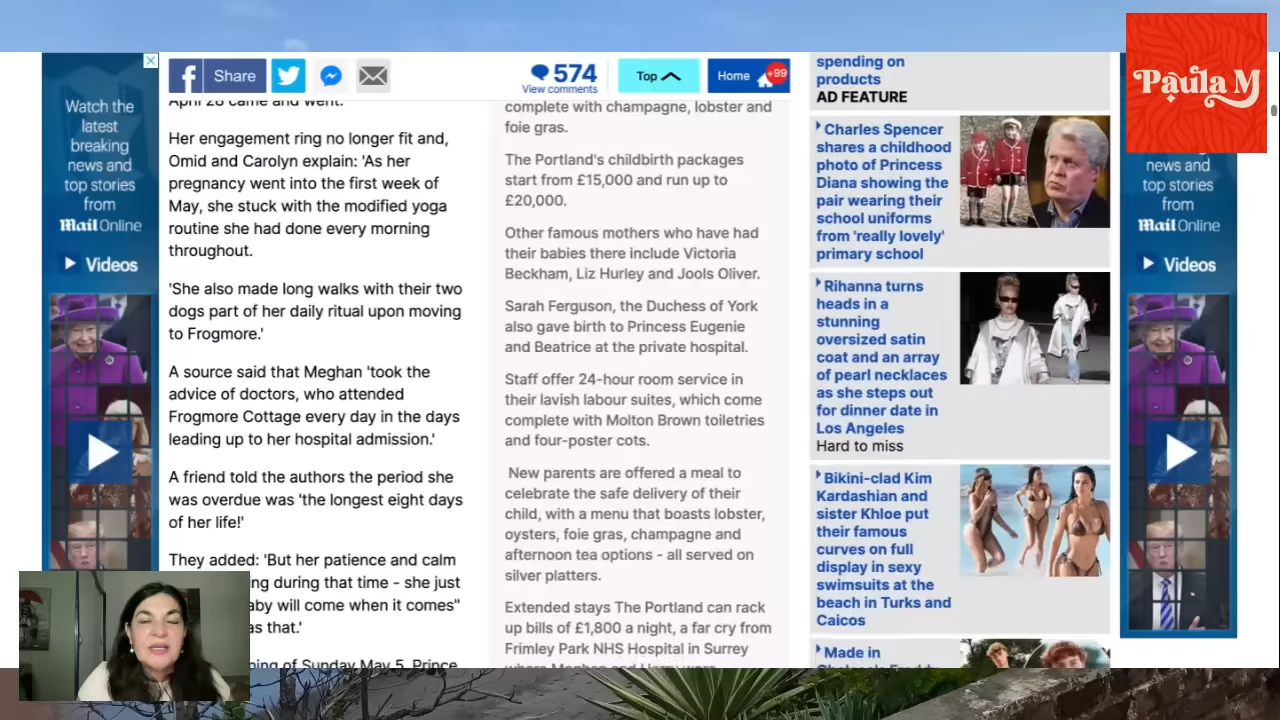 Watch the
latest
breaking
news and
top stories
from
Mail Online
Videos
Share
574
View comments
Top
Home
+99
April 28 came and went.
Her engagement ring no longer fit and,
Omid and Carolyn explain: 'As her
pregnancy went into the first week of
May, she stuck with the modified yoga
routine she had done every morning
throughout.
'She also made long walks with their two
dogs part of her daily ritual upon moving
to Frogmore.'
A source said that Meghan 'took the
advice of doctors, who attended
Frogmore Cottage every day in the days
leading up to her hospital admission.'
A friend told the authors the period she
was overdue was 'the longest eight days
of her life!'
They added: 'But her patience and calm
ng during that time - she just
aby will come when it comes"
as that.'
ing of Sunday May 5, Prince
complete with champagne, lobster and
foie gras.
The Portland's childbirth packages
start from £15,000 and run up to
£20,000.
Other famous mothers who have had
their babies there include Victoria
Beckham, Liz Hurley and Jools Oliver.
Sarah Ferguson, the Duchess of York
also gave birth to Princess Eugenie
and Beatrice at the private hospital.
Staff offer 24-hour room service in
their lavish labour suites, which come
complete with Molton Brown toiletries
and four-poster cots.
New parents are offered a meal to
celebrate the safe delivery of their
child, with a menu that boasts lobster,
oysters, foie gras, champagne and
afternoon tea options - all served on
silver platters.
Extended stays The Portland can rack
up bills of £1,800 a night, a far cry from
Frimley Park NHS Hospital in Surrey
where Meghan and Harry were
spending on
products
AD FEATURE
Charles Spencer
shares a childhood
photo of Princess
Diana showing the
pair wearing their
school uniforms
from 'really lovely'
primary school
Rihanna turns
heads in a
stunning
oversized satin
coat and an array
of pearl necklaces
as she steps out
for dinner date in
Los Angeles
Hard to miss
Bikini-clad Kim
Kardashian and
sister Khloe put
their famous
curves on full
display in sexy
swimsuits at the
beach in Turks and
Caicos
Made in
Paula M
news and
top stories
from
Mail Online
Videos